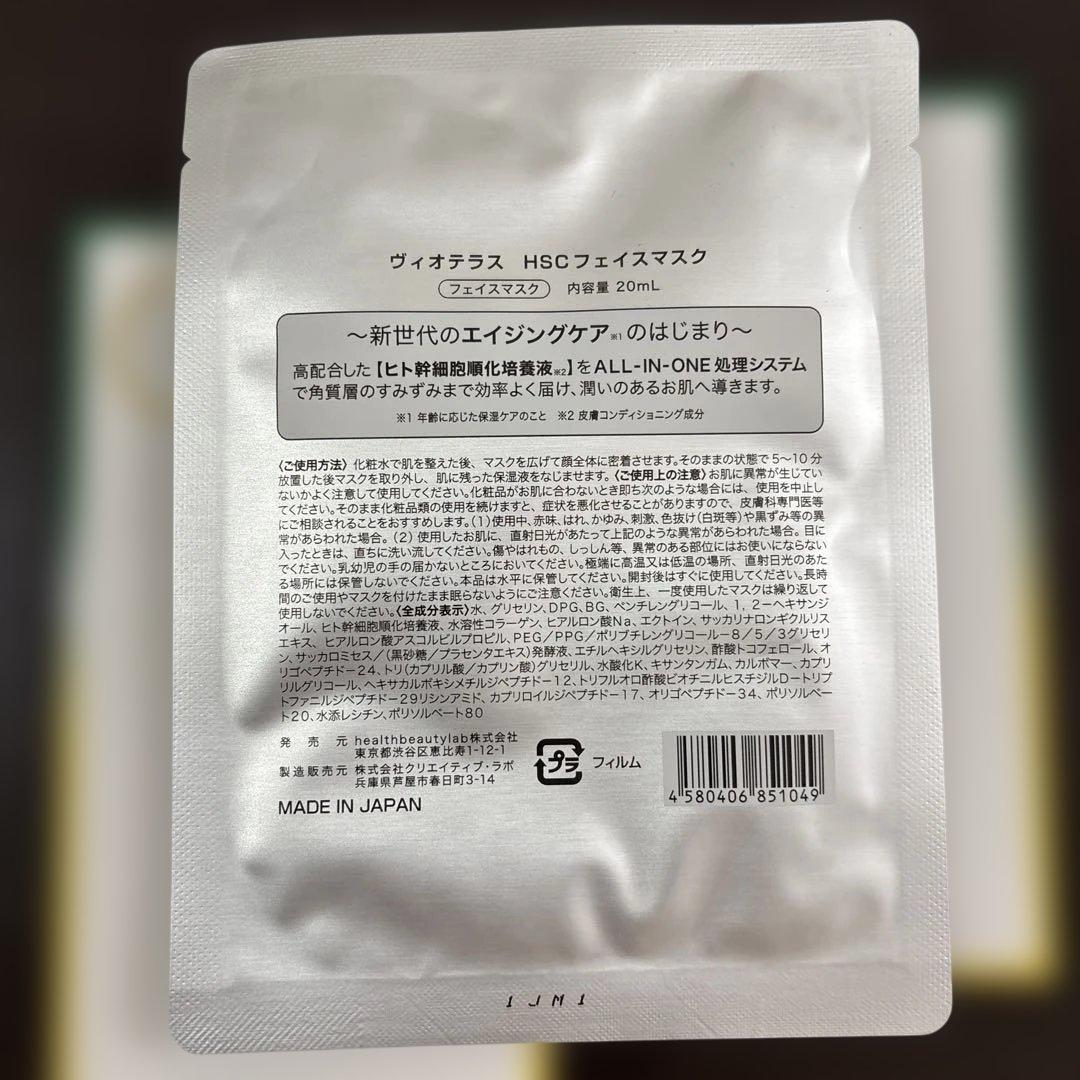 ヴィオテラス HSCフェイスマスク
フェイスマスク 内容量 20mL
～新世代のエイジングケア※1のはじまり～
高配合した【ヒト幹細胞順化培養液※2】をALL-IN-ONE処理システム
で角質層のすみずみまで効率よく届け、潤いのあるお肌へ導きます。
※1 年齢に応じた保湿ケアのこと ※2 皮膚コンディショニング成分
〈ご使用方法〉化粧水で肌を整えた後、マスクを広げて顔全体に密着させます。そのままの状態で5～10分
放置した後マスクを取り外し、肌に残った保湿液をなじませます。〈ご使用上の注意〉お肌に異常が生じてい
ないかよく注意して使用してください。化粧品がお肌に合わないとき即ち次のような場合には、使用を中止し
てください。そのまま化粧品類の使用を続けますと、症状を悪化させることがありますので、皮膚科専門医等
にご相談されることをおすすめします。(1)使用中、赤味、はれ、かゆみ、刺激、色抜け(白斑等)や黒ずみ等の異
常があらわれた場合。(2) 使用したお肌に、直射日光があたって上記のような異常があらわれた場合。目に
入ったときは、直ちに洗い流してください。傷やはれもの、しっしん等、異常のある部位にはお使いにならない
でください。乳幼児の手の届かないところにおいてください。極端に高温又は低温の場所、直射日光のあた
る場所には保管しないでください。本品は水平に保管してください。開封後はすぐに使用してください。長時
間のご使用やマスクを付けたまま眠らないようにご注意ください。衛生上、一度使用したマスクは繰り返して
使用しないでください。〈全成分表示〉水、グリセリン、DPG、BG、ペンチレングリコール、1,2-ヘキサンジ
オール、ヒト幹細胞順化培養液、水溶性コラーゲン、ヒアルロン酸Na、エクトイン、サッカリナロンギクルリス
エキス、ヒアルロン酸アスコルビルプロピル、PEG/PPG/ポリブチレングリコール-8/5/3グリセリ
ン、サッカロミセス/(黒砂糖/プラセンタエキス)発酵液、エチルヘキシルグリセリン、酢酸トコフェロール、オ
リゴペプチド-24、トリ(カプリル酸/カプリン酸)グリセリル、水酸化K、キサンタンガム、カルボマー、カプリ
リルグリコール、ヘキサカルボキシメチルジペプチド-12、トリフルオロ酢酸ビオチニルヒスチジルD-トリプ
トファニルジペプチド-29リシンアミド、カプロイルジペプチド-17、オリゴペプチド-34、ポリソルベー
ト20、水添レシチン、ポリソルベート80
発売元 healthbeautylab株式会社
東京都渋谷区恵比寿1-12-1
製造販売元 株式会社クリエイティブ・ラボ
兵庫県芦屋市春日町3-14
MADE IN JAPAN
プラ フィルム
4 580406 851049
1JM1